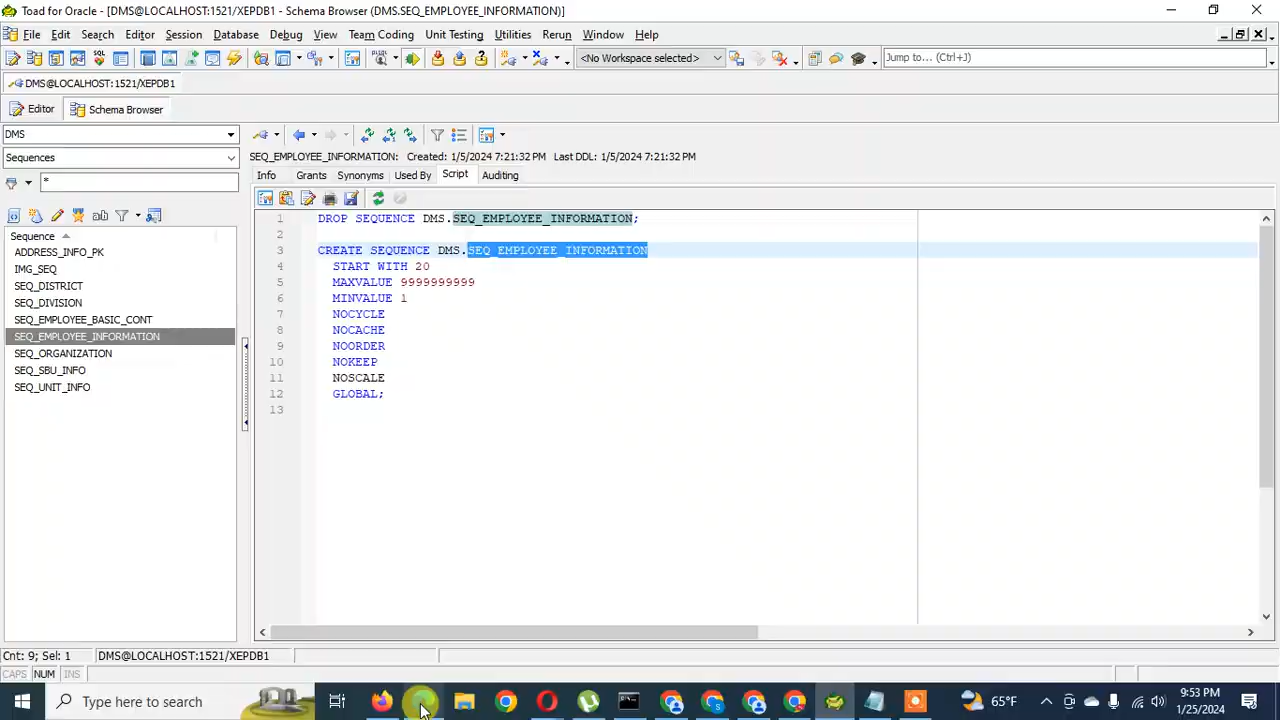 Toad for Oracle - [DMS@LOCALHOST:1521/XEPDB1 - Schema Browser (DMS.SEQ_EMPLOYEE_INFORMATION)]
File Edit Search Editor Session Database Debug View Team Coding Unit Testing Utilities Rerun Window Help
SQL <No Workspace selected> Jump to... (Ctrl+J)
DMS@LOCALHOST:1521/XEPDB1
Editor Schema Browser
DMS
Sequences
SEQ_EMPLOYEE_INFORMATION: Created: 1/5/2024 7:21:32 PM Last DDL: 1/5/2024 7:21:32 PM
Info Grants Synonyms Used By Script Auditing
*
Sequence
ADDRESS_INFO_PK
IMG_SEQ
SEQ_DISTRICT
SEQ_DIVISION
SEQ_EMPLOYEE_BASIC_CONT
SEQ_EMPLOYEE_INFORMATION
SEQ_ORGANIZATION
SEQ_SBU_INFO
SEQ_UNIT_INFO
1 DROP SEQUENCE DMS.SEQ_EMPLOYEE_INFORMATION;
2
3 CREATE SEQUENCE DMS.SEQ_EMPLOYEE_INFORMATION
4 START WITH 20
5 MAXVALUE 9999999999
6 MINVALUE 1
7 NOCYCLE
8 NOCACHE
9 NOORDER
10 NOKEEP
11 NOSCALE
12 GLOBAL;
13
Cnt: 9; Sel: 1 DMS@LOCALHOST:1521/XEPDB1
CAPS NUM INS
Type here to search
65°F
9:53 PM
1/25/2024